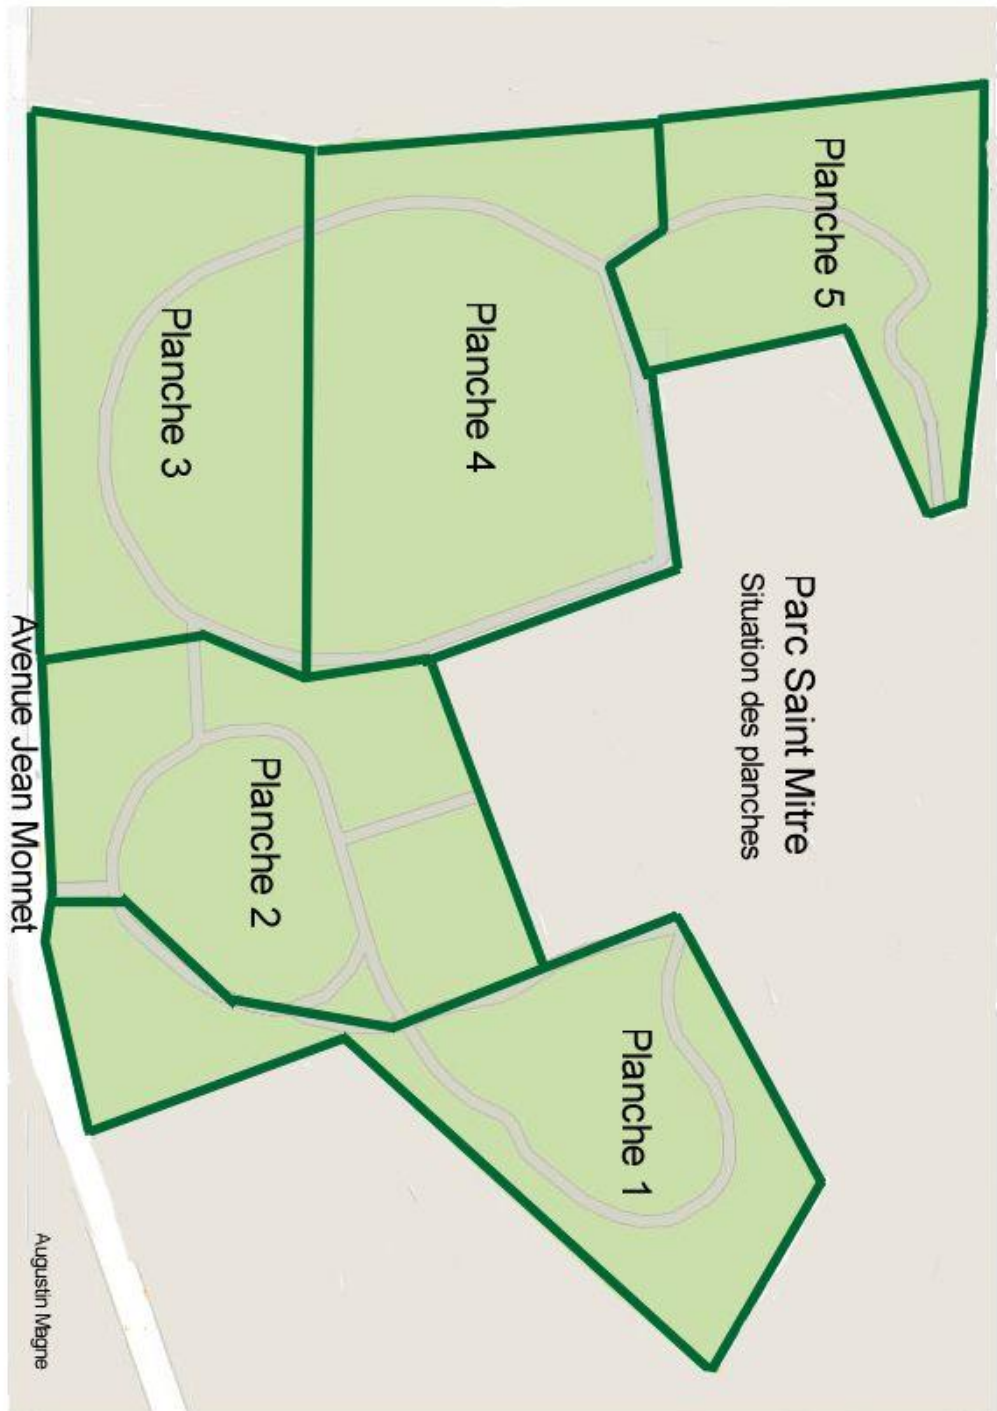 Parc Saint Mitre
Situation des planches
Planche 5
Planche 4
Planche 3
Planche 2
Planche 1
Avenue Jean Monnet
Augustin Magne